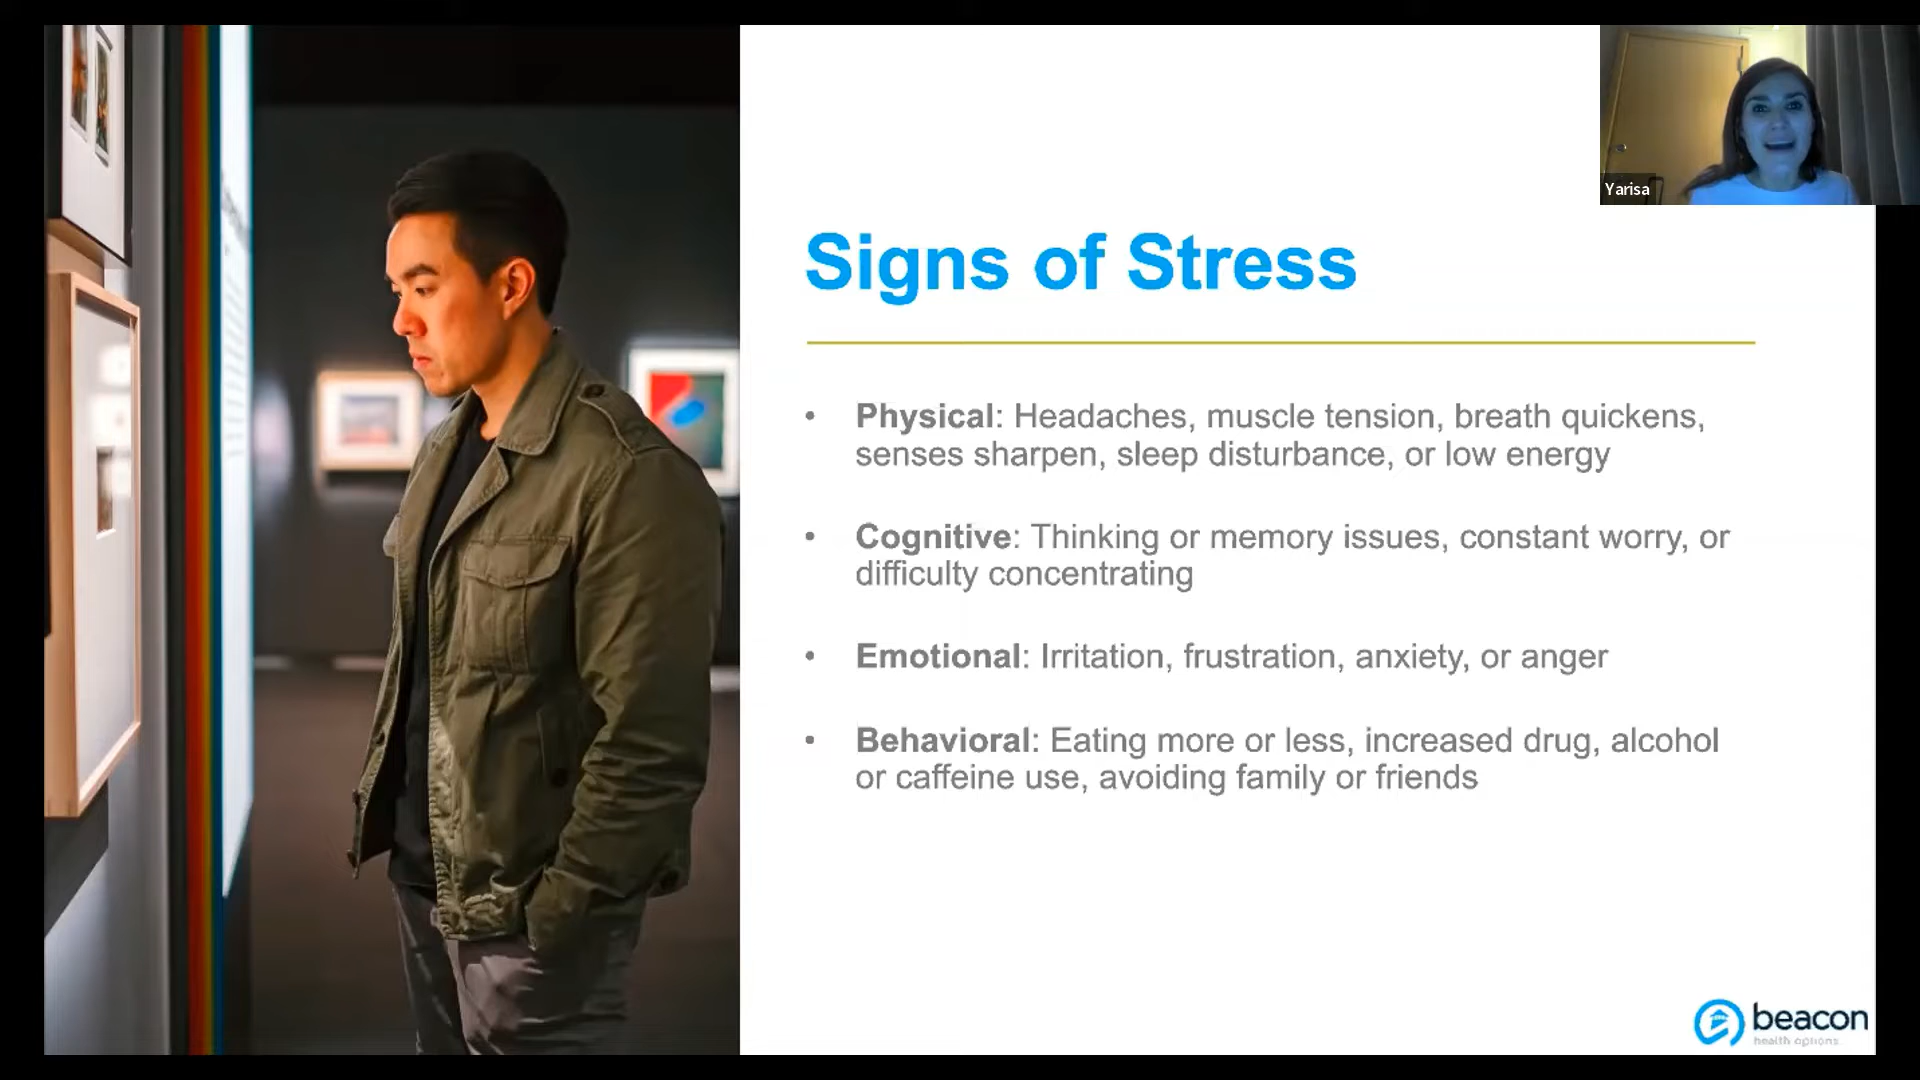 Yarisa
Signs of Stress
• Physical: Headaches, muscle tension, breath quickens,
senses sharpen, sleep disturbance, or low energy
• Cognitive: Thinking or memory issues, constant worry, or
difficulty concentrating
• Emotional: Irritation, frustration, anxiety, or anger
• Behavioral: Eating more or less, increased drug, alcohol
or caffeine use, avoiding family or friends
beacon
health options